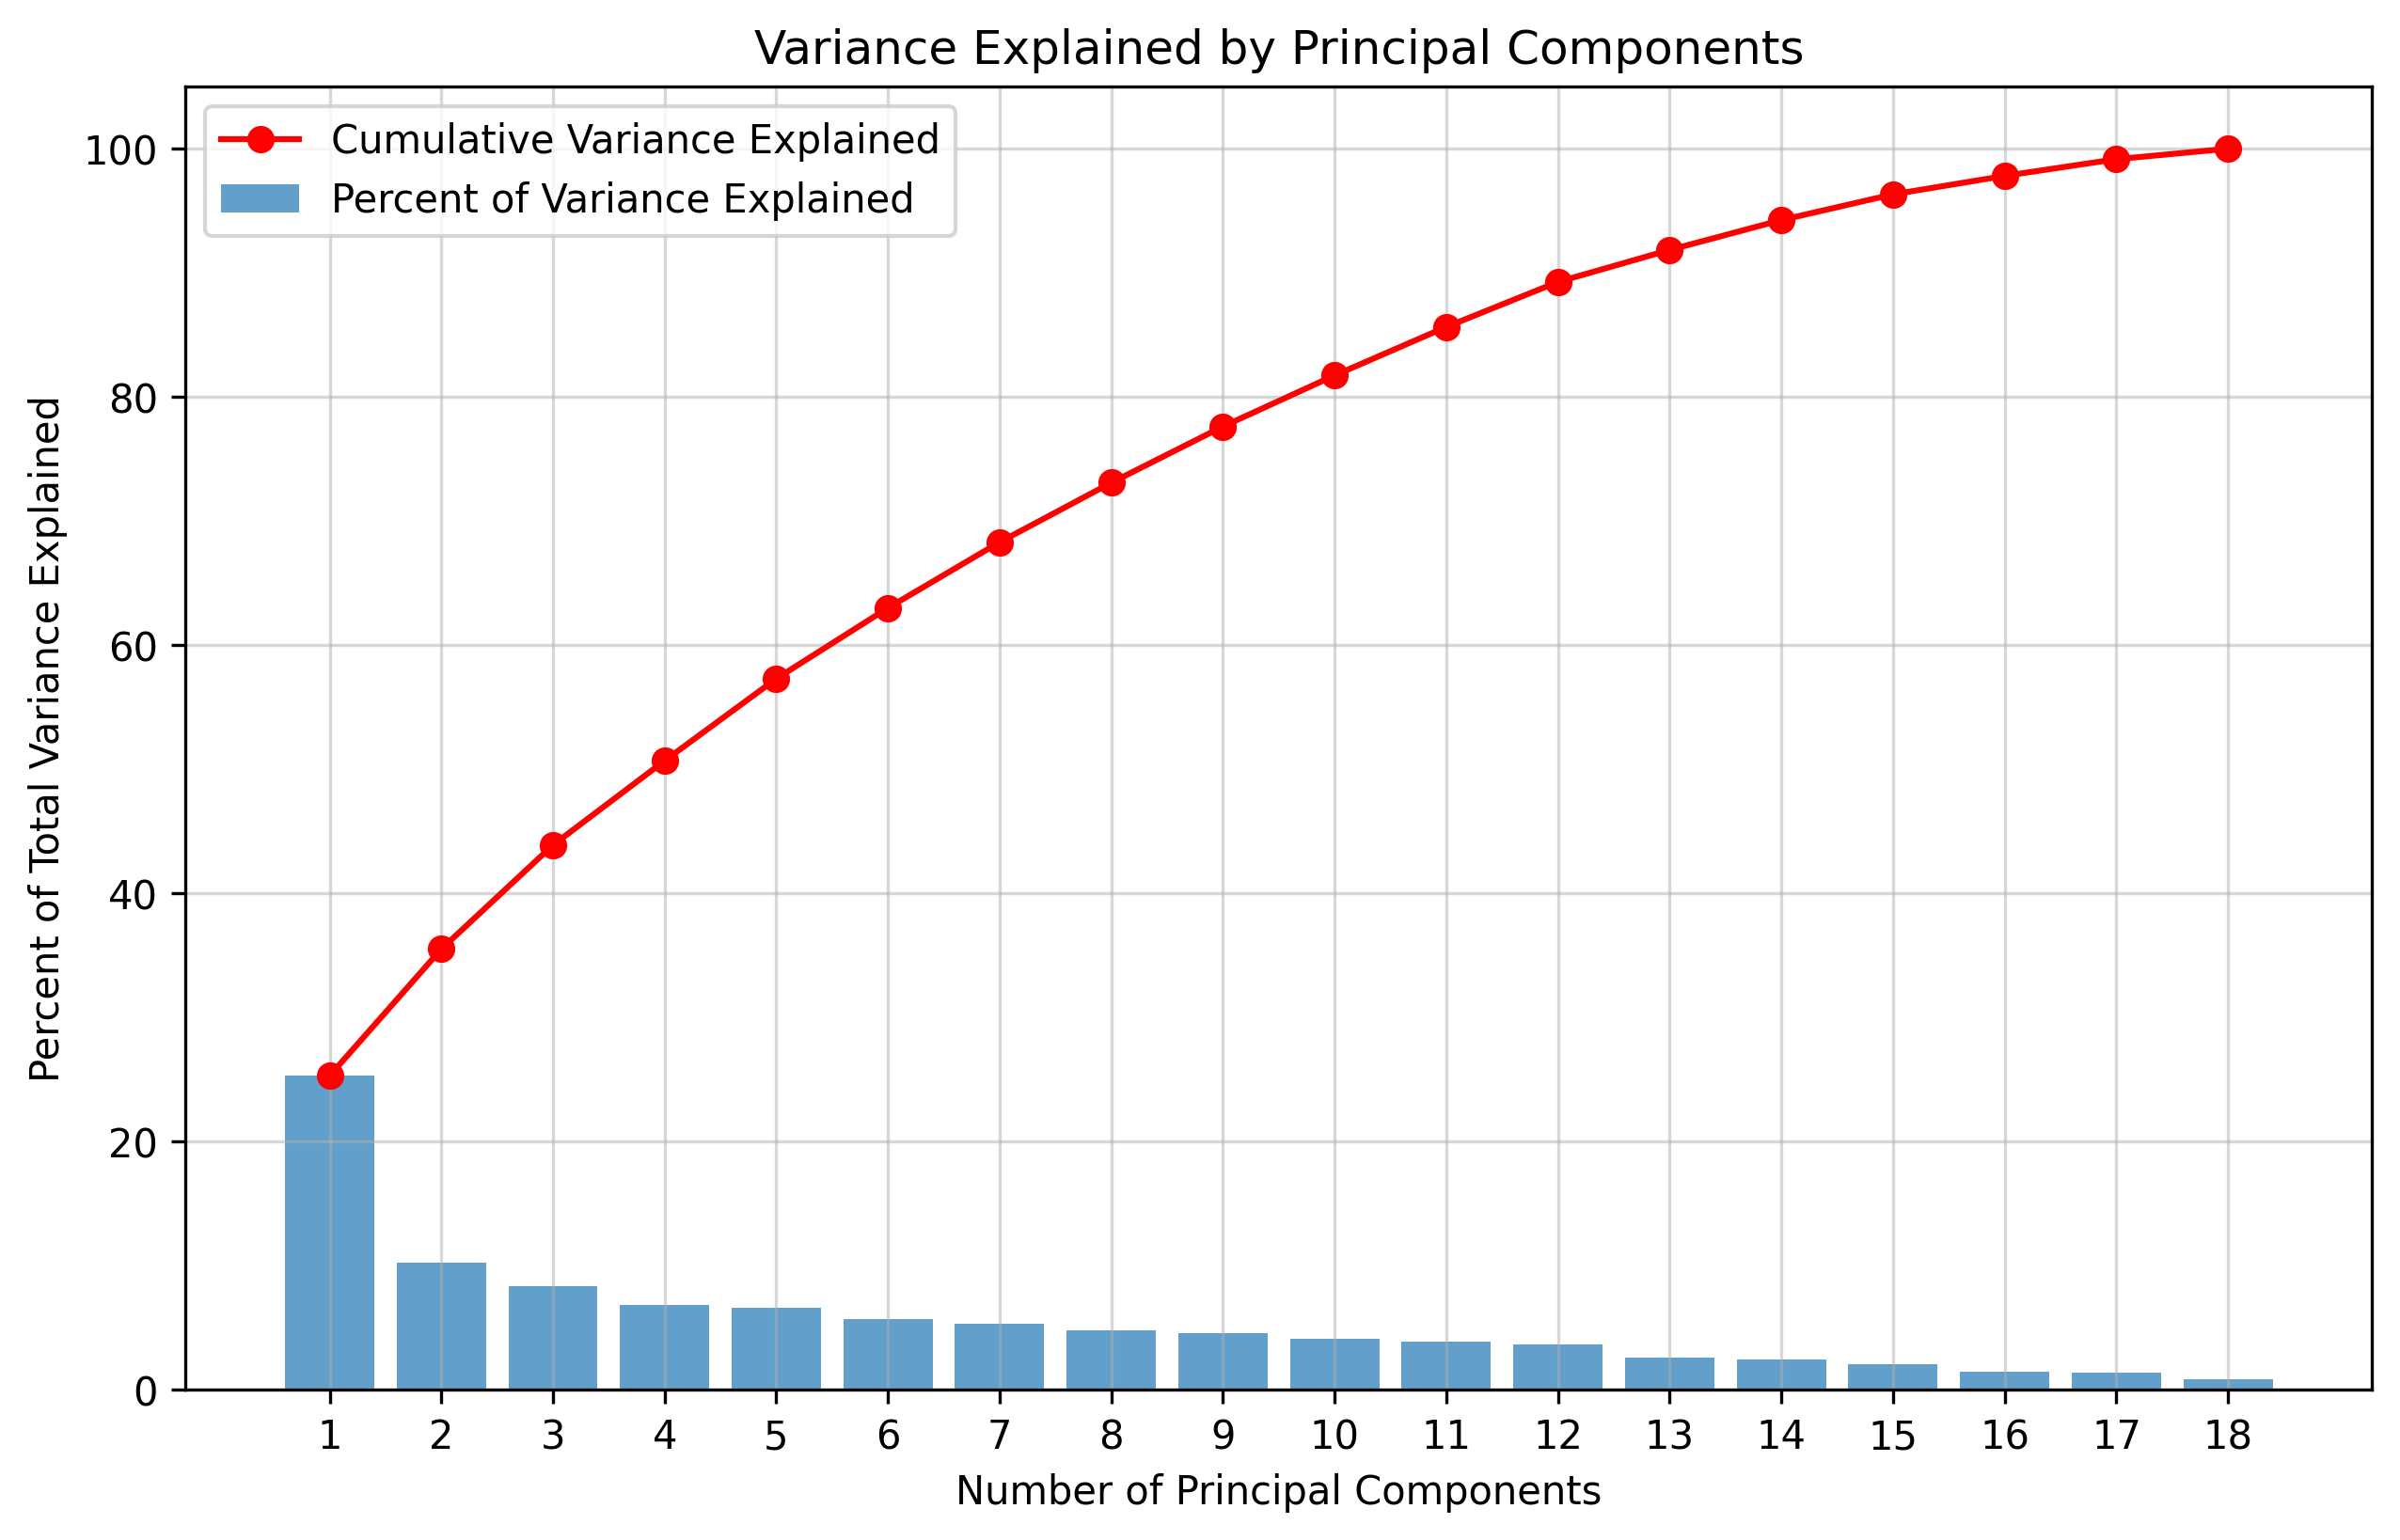 Variance Explained by Principal Components
Cumulative Variance Explained
Percent of Variance Explained
Percent of Total Variance Explained
100
80
60
40
20
0
1 2 3 4 5 6 7 8 9 10 11 12 13 14 15 16 17 18
Number of Principal Components